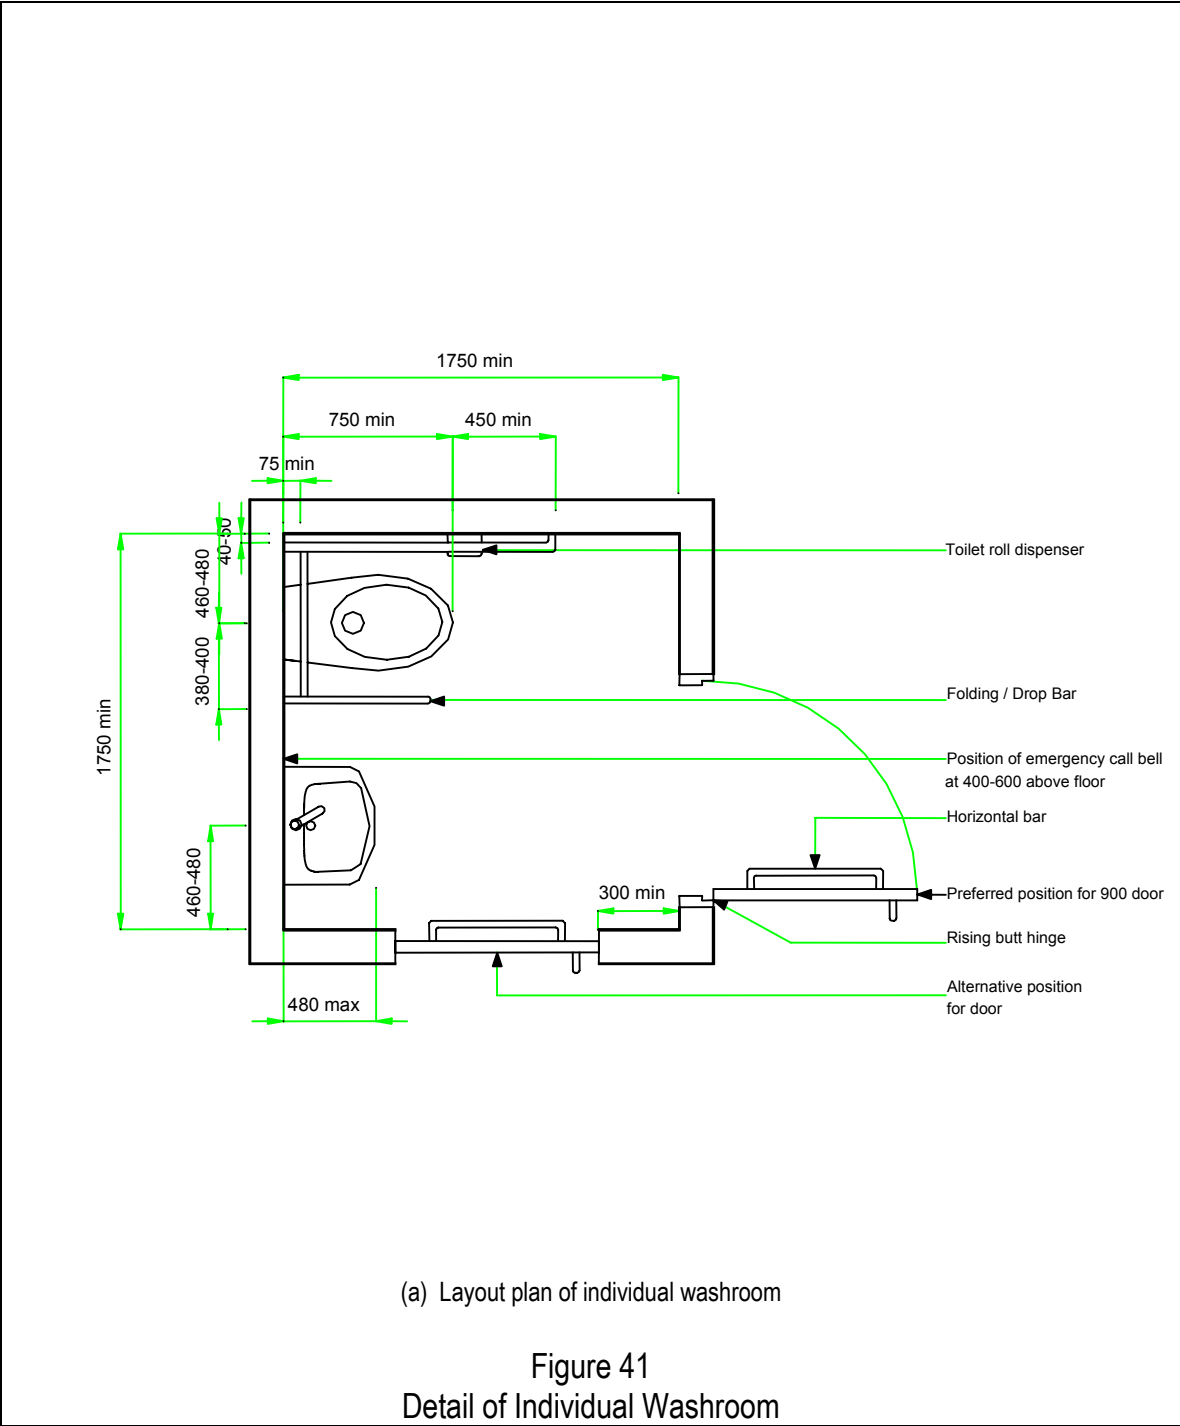 1750 min
750 min
450 min
75 min
40-50
460-480
380-400
1750 min
460-480
Toilet roll dispenser
Folding / Drop Bar
Position of emergency call bell
at 400-600 above floor
Horizontal bar
300 min
Preferred position for 900 door
Rising butt hinge
Alternative position
for door
480 max
(a) Layout plan of individual washroom
Figure 41
Detail of Individual Washroom